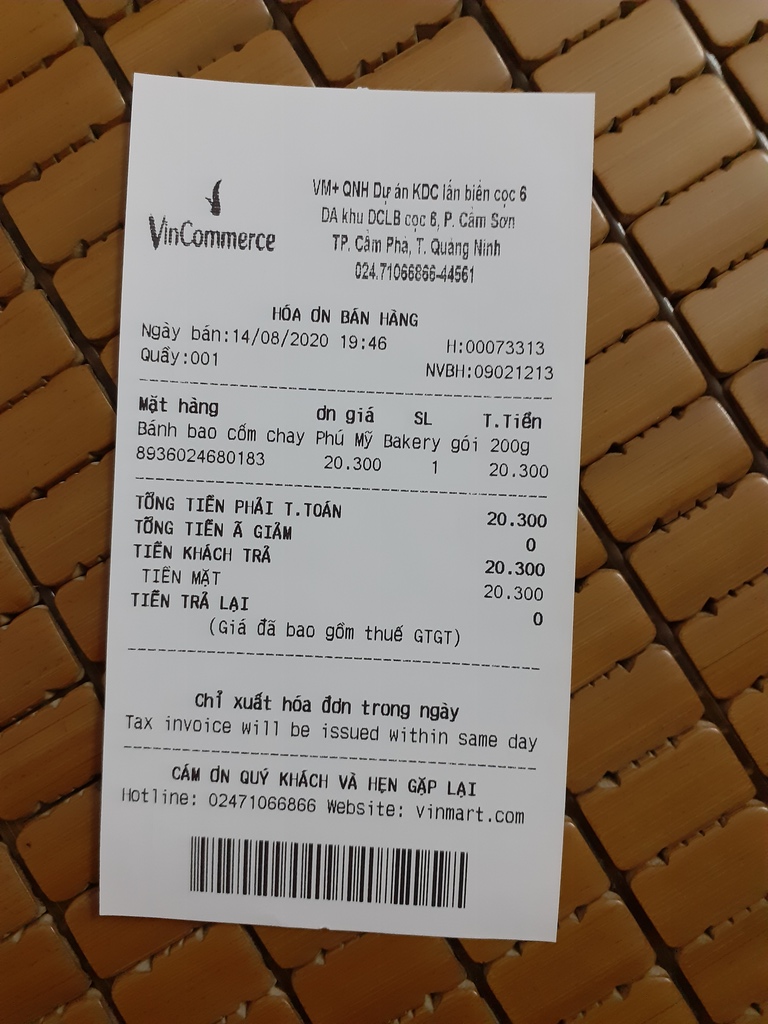 VinCommerce
VM+ QNH Dự án KDC lấn biển cọc 6
DA khu DCLB cọc 6, P. Cẩm Sơn
TP. Cẩm Phả, T. Quảng Ninh
024.71066866-44561
HÓA ƠN BÁN HÀNG
Ngày bán:14/08/2020 19:46 H:00073313
Quầy:001 NVBH:09021213
Mặt hàng ơn giá SL T.Tiền
Bánh bao cốm chay Phú Mỹ Bakery gói 200g
8936024680183 20.300 1 20.300
TỔNG TIỀN PHẢI T.TOÁN 20.300
TỔNG TIỀN Ã GIẢM 0
TIỀN KHÁCH TRẢ 20.300
TIỀN MẶT 20.300
TIỀN TRẢ LẠI 0
(Giá đã bao gồm thuế GTGT)
Chỉ xuất hóa đơn trong ngày
Tax invoice will be issued within same day
CÁM ƠN QUÝ KHÁCH VÀ HẸN GẶP LẠI
Hotline: 02471066866 Website: vinmart.com